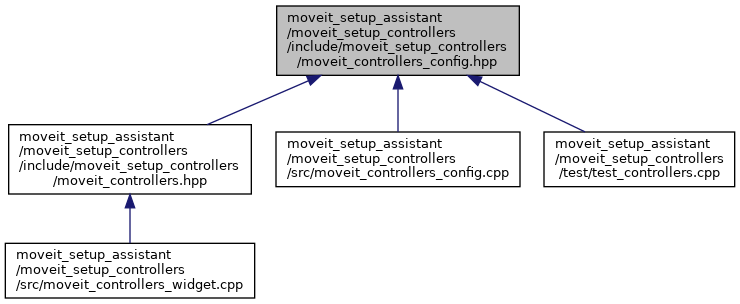 moveit_setup_assistant
/moveit_setup_controllers
/include/moveit_setup_controllers
/moveit_controllers_config.hpp
moveit_setup_assistant
/moveit_setup_controllers
/include/moveit_setup_controllers
/moveit_controllers.hpp
moveit_setup_assistant
/moveit_setup_controllers
/src/moveit_controllers_config.cpp
moveit_setup_assistant
/moveit_setup_controllers
/test/test_controllers.cpp
moveit_setup_assistant
/moveit_setup_controllers
/src/moveit_controllers_widget.cpp